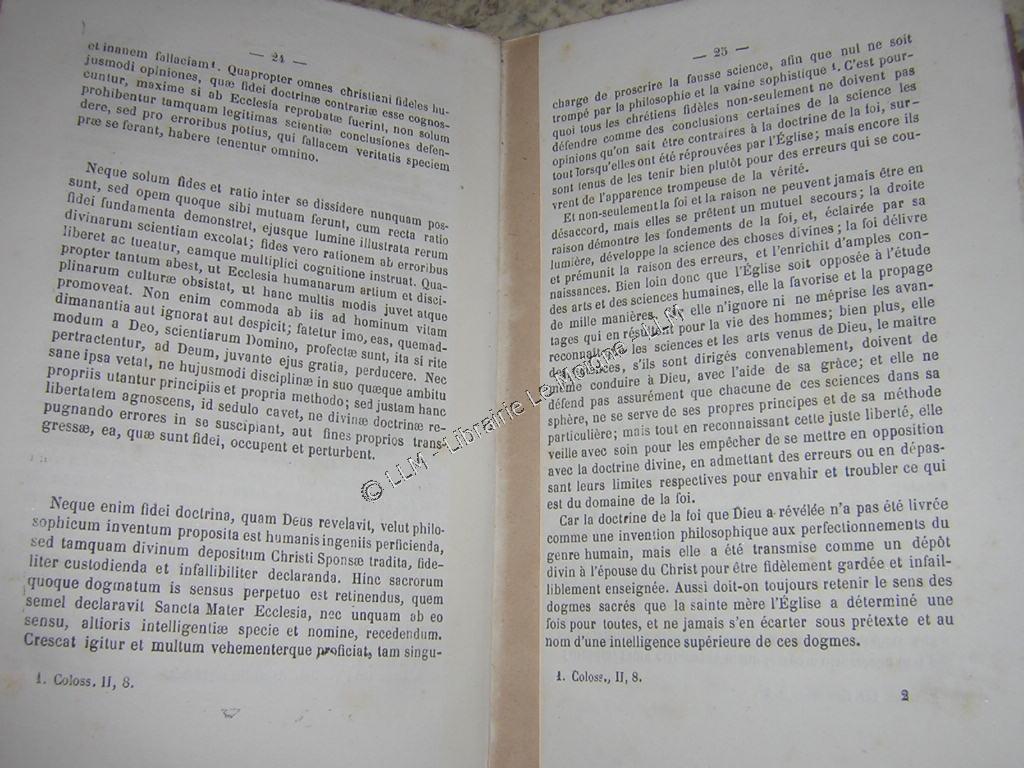 — 24 —
et inanem fallaciam 1. Quapropter omnes christiani fideles hu-
jusmodi opiniones, quæ fidei doctrinæ contrariæ esse cognos-
cuntur, maxime si ab Ecclesia reprobatæ fuerint, non solum
prohibentur tamquam legitimas scientiæ conclusiones defen-
dere, sed pro erroribus potius, qui fallacem veritatis speciem
præ se ferant, habere tenentur omnino.
Neque solum fides et ratio inter se dissidere nunquam pos-
sunt, sed opem quoque sibi mutuam ferunt, cum recta ratio
fidei fundamenta demonstret, ejusque lumine illustrata rerum
divinarum scientiam excolat; fides vero rationem ab erroribus
liberet ac tueatur, eamque multiplici cognitione instruat. Qua-
propter tantum abest, ut Ecclesia humanarum artium et disci-
plinarum culturæ obsistat, ut hanc multis modis juvet atque
promoveat. Non enim commoda ab iis ad hominum vitam
dimanantia aut ignorat aut despicit; fatetur imo, eas, quemad-
modum a Deo, scientiarum Domino, profectæ sunt, ita si rite
pertractentur, ad Deum, juvante ejus gratia, perducere. Nec
sane ipsa vetat, ne hujusmodi disciplinæ in suo quæque ambitu
propriis utantur principiis et propria methodo; sed justam hanc
libertatem agnoscens, id sedulo cavet, ne divinæ doctrinæ re-
pugnando errores in se suscipiant, aut fines proprios trans-
gressæ, ea, quæ sunt fidei, occupent et perturbent.
Neque enim fidei doctrina, quam Deus revelavit, velut philo-
sophicum inventum proposita est humanis ingeniis perficienda,
sed tamquam divinum depositum Christi Sponsæ tradita, fide-
liter custodienda et infallibiliter declaranda. Hinc sacrorum
quoque dogmatum is sensus perpetuo est retinendus, quem
semel declaravit Sancta Mater Ecclesia, nec unquam ab eo
sensu, altioris intelligentiæ specie et nomine, recedendum.
Crescat igitur et multum vehementerque proficiat, tam singu-
1. Coloss. II, 8.
— 25 —
charge de proscrire la fausse science, afin que nul ne soit
trompé par la philosophie et la vaine sophistique 1. C'est pour-
quoi tous les chrétiens fidèles non-seulement ne doivent pas
défendre comme des conclusions certaines de la science les
opinions qu'on sait être contraires à la doctrine de la foi, sur-
tout lorsqu'elles ont été réprouvées par l'Église; mais encore ils
sont tenus de les tenir bien plutôt pour des erreurs qui se cou-
vrent de l'apparence trompeuse de la vérité.
Et non-seulement la foi et la raison ne peuvent jamais être en
désaccord, mais elles se prêtent un mutuel secours; la droite
raison démontre les fondements de la foi, et, éclairée par sa
lumière, développe la science des choses divines; la foi délivre
et prémunit la raison des erreurs, et l'enrichit d'amples con-
naissances. Bien loin donc que l'Église soit opposée à l'étude
des arts et des sciences humaines, elle la favorise et la propage
de mille manières. Car elle n'ignore ni ne méprise les avan-
tages qui en résultent pour la vie des hommes; bien plus, elle
reconnaît que les sciences et les arts venus de Dieu, le maître
des sciences, s'ils sont dirigés convenablement, doivent de
même conduire à Dieu, avec l'aide de sa grâce; et elle ne
défend pas assurément que chacune de ces sciences dans sa
sphère, ne se serve de ses propres principes et de sa méthode
particulière; mais tout en reconnaissant cette juste liberté, elle
veille avec soin pour les empêcher de se mettre en opposition
avec la doctrine divine, en admettant des erreurs ou en dépas-
sant leurs limites respectives pour envahir et troubler ce qui
est du domaine de la foi.
Car la doctrine de la foi que Dieu a révélée n'a pas été livrée
comme une invention philosophique aux perfectionnements du
genre humain, mais elle a été transmise comme un dépôt
divin à l'épouse du Christ pour être fidèlement gardée et infail-
liblement enseignée. Aussi doit-on toujours retenir le sens des
dogmes sacrés que la sainte mère l'Église a déterminé une
fois pour toutes, et ne jamais s'en écarter sous prétexte et au
nom d'une intelligence supérieure de ces dogmes.
1. Coloss., II, 8.
2
© LLM - Librairie Le Moigne - LLM